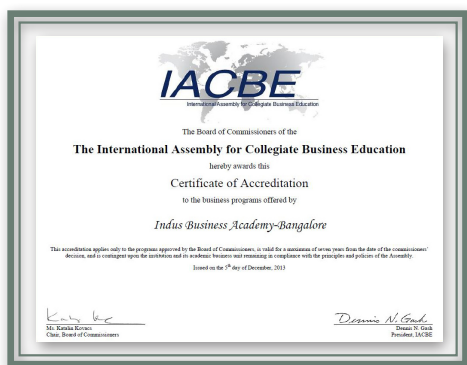 IACBE
International Assembly for Collegiate Business Education
The Board of Commissioners of the
The International Assembly for Collegiate Business Education
hereby awards this
Certificate of Accreditation
to the business programs offered by
Indus Business Academy-Bangalore
This accreditation applies only to the programs approved by the Board of Commissioners, is valid for a maximum of seven years from the date of the commissioners'
decision, and is contingent upon the institution and its academic business unit remaining in compliance with the principles and policies of the Assembly.
Issued on the 5th day of December, 2013
Dennis N. Gash
Ms. Katalin Kovacs
Dennis N. Gash
Chair, Board of Commissioners
President, IACBE